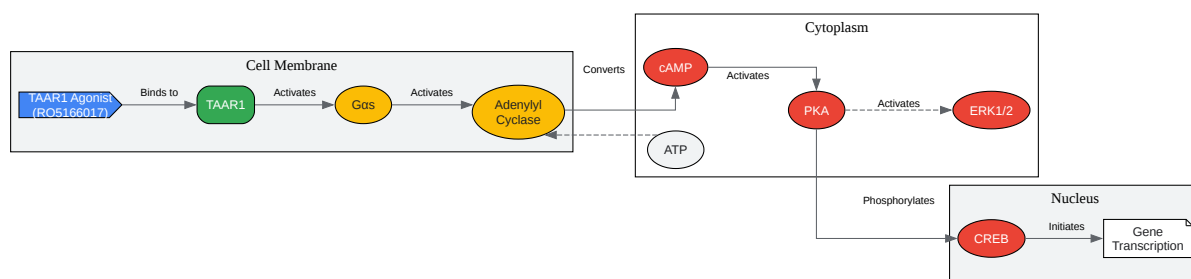 Cell Membrane
TAAR1 Agonist
(RO5166017)
Binds to
TAAR1
Activates
Gαs
Activates
Adenylyl
Cyclase
Converts
Cytoplasm
cAMP
Activates
ATP
PKA
Activates
ERK1/2
Phosphorylates
Nucleus
CREB
Initiates
Gene
Transcription